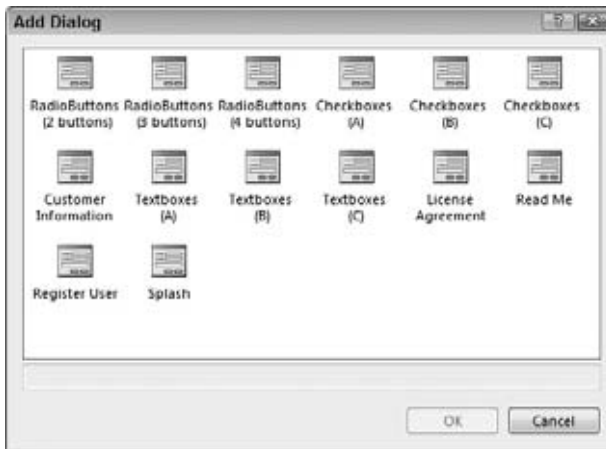 Add Dialog
RadioButtons RadioButtons RadioButtons Checkboxes Checkboxes Checkboxes
(2 buttons) (3 buttons) (4 buttons) (A) (B) (C)
Customer Textboxes Textboxes Textboxes License Read Me
Information (A) (B) (C) Agreement
Register User Splash
OK Cancel